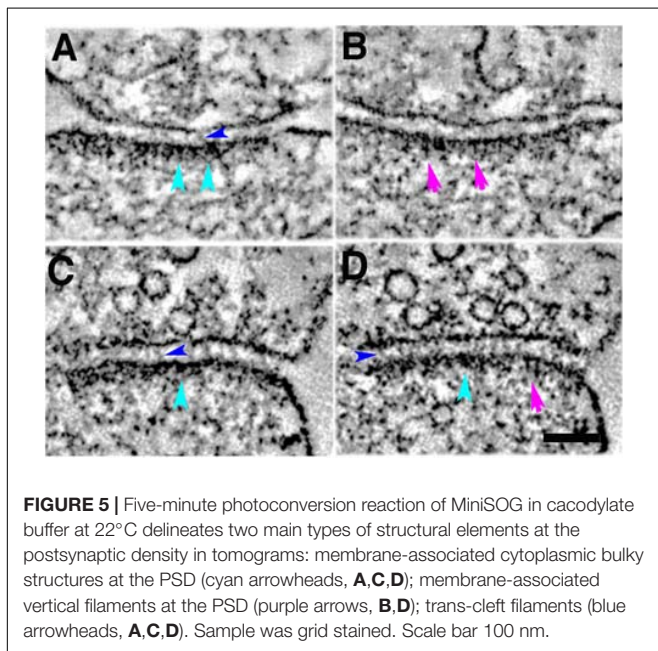 A
B
C
D
FIGURE 5 | Five-minute photoconversion reaction of MiniSOG in cacodylate
buffer at 22°C delineates two main types of structural elements at the
postsynaptic density in tomograms: membrane-associated cytoplasmic bulky
structures at the PSD (cyan arrowheads, A,C,D); membrane-associated
vertical filaments at the PSD (purple arrows, B,D); trans-cleft filaments (blue
arrowheads, A,C,D). Sample was grid stained. Scale bar 100 nm.